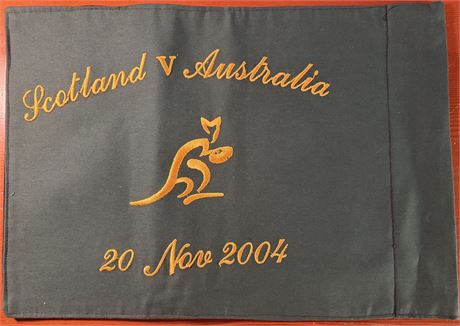 Scotland v Australia
20 Nov 2004